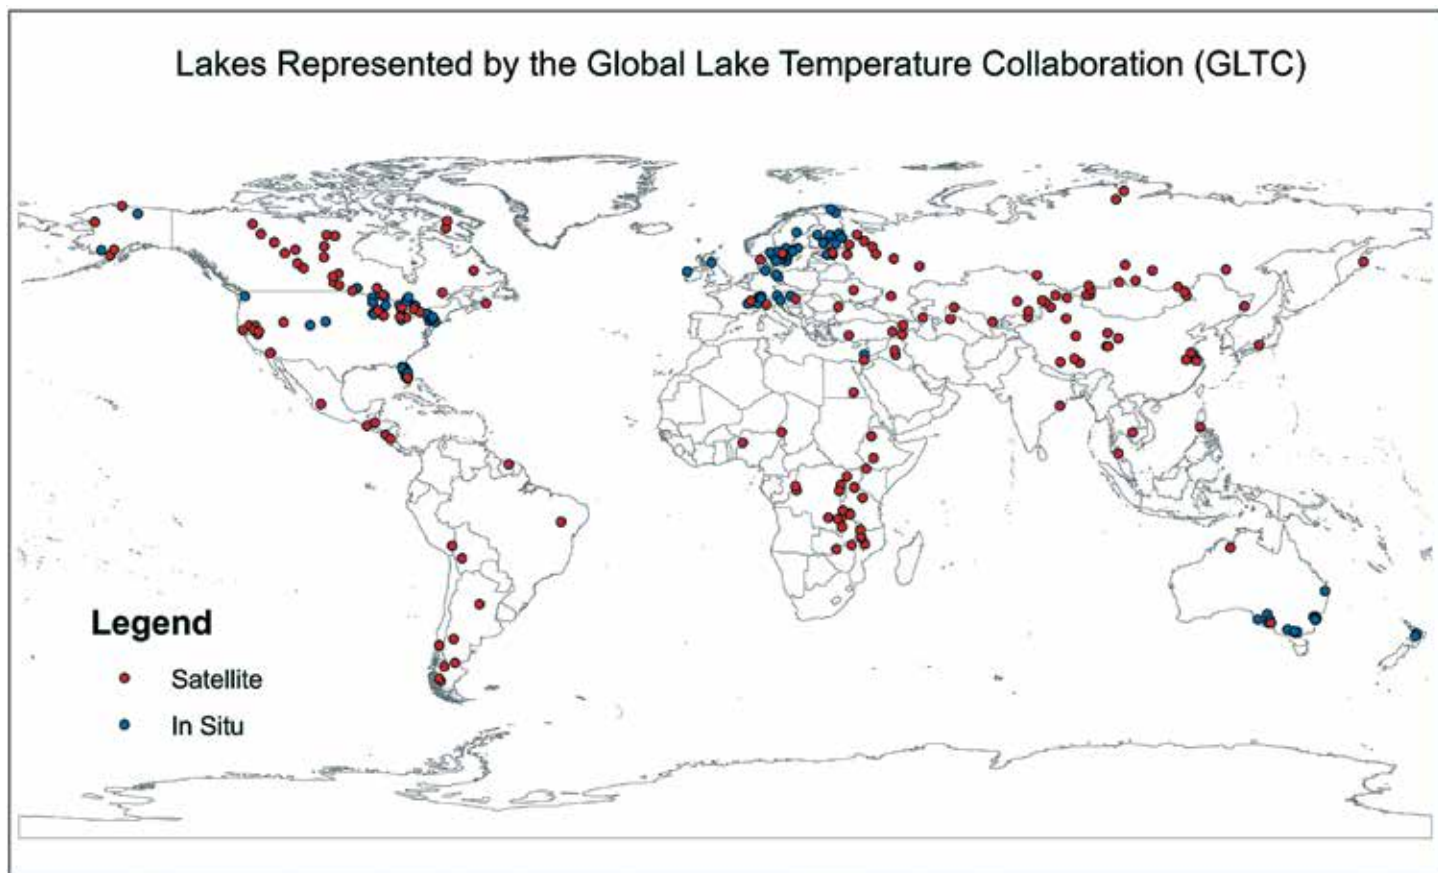 Lakes Represented by the Global Lake Temperature Collaboration (GLTC)
Legend
Satellite
In Situ